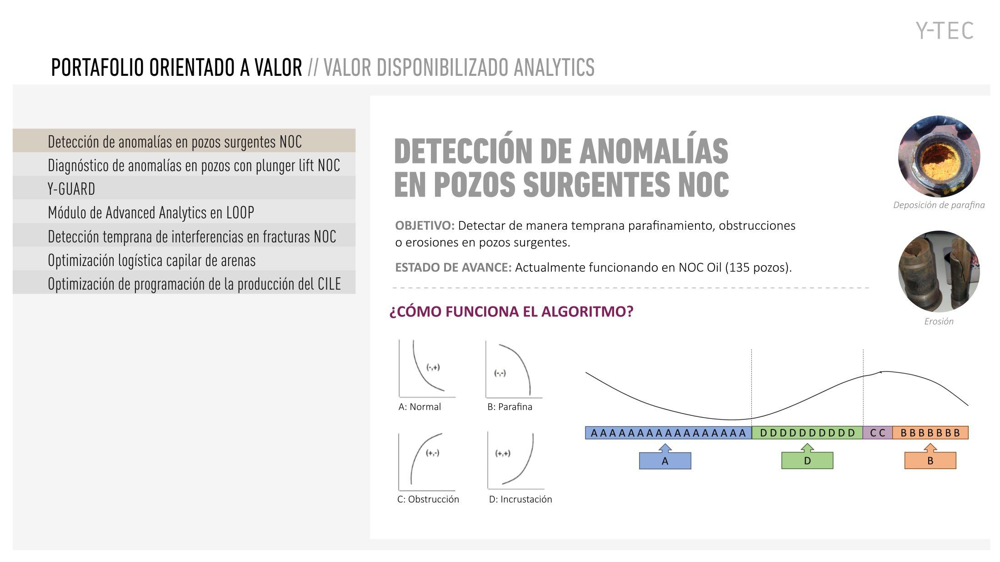 Y-TEC
PORTAFOLIO ORIENTADO A VALOR // VALOR DISPONIBILIZADO ANALYTICS
Detección de anomalías en pozos surgentes NOC
Diagnóstico de anomalías en pozos con plunger lift NOC
Y-GUARD
Módulo de Advanced Analytics en LOOP
Detección temprana de interferencias en fracturas NOC
Optimización logística capilar de arenas
Optimización de programación de la producción del CILE
DETECCIÓN DE ANOMALÍAS
EN POZOS SURGENTES NOC
OBJETIVO: Detectar de manera temprana parafinamiento, obstrucciones
o erosiones en pozos surgentes.
ESTADO DE AVANCE: Actualmente funcionando en NOC Oil (135 pozos).
Deposición de parafina
Erosión
¿CÓMO FUNCIONA EL ALGORITMO?
(-,+)
A: Normal
(-,-)
B: Parafina
(+,-)
C: Obstrucción
(+,+)
D: Incrustación
A A A A A A A A A A A A A A A A A D D D D D D D D D D C C B B B B B B B
A D B